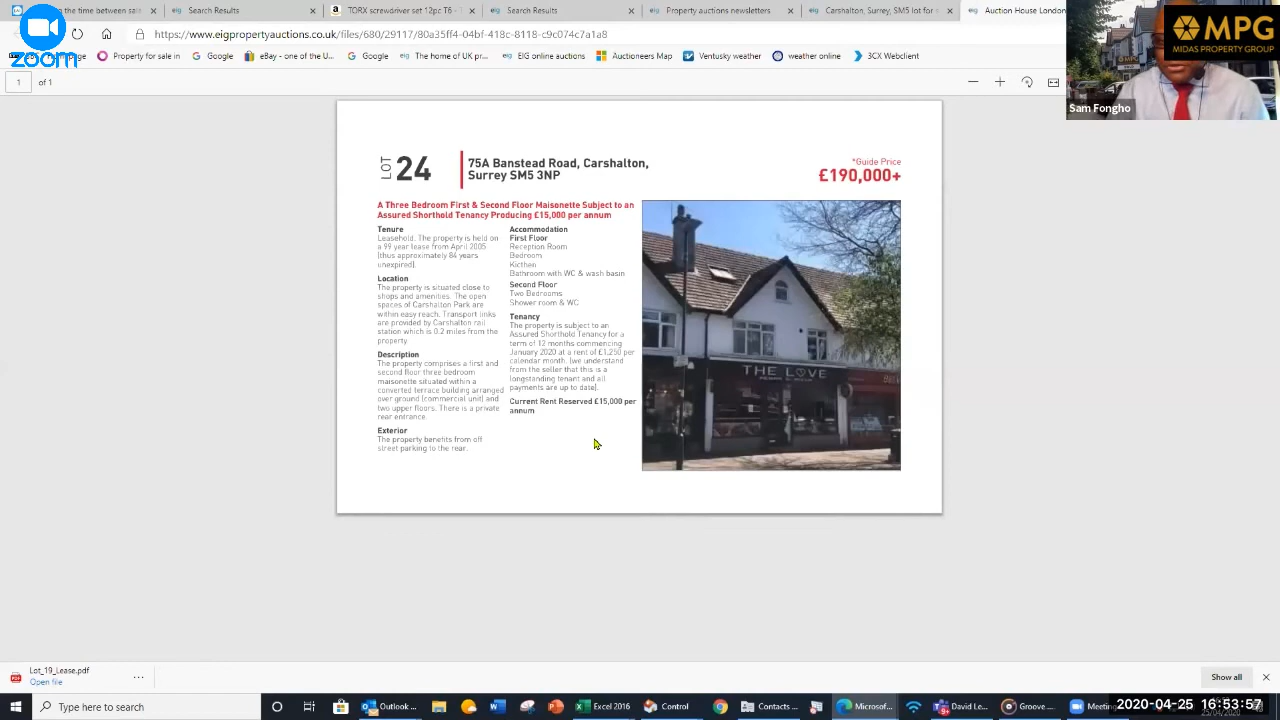 the time between sale
Search Results
TORX screwdriver set 12pc T6 - T
Search Results
Property auctions newsletters
Carshalton, Surrey, SM5 (ref 291
Auction House London
https://www.eigpropertyauctions.co.uk/files/
Google
Property for sale in
Google
eBay - one of the U...
Google
The home of Impr...
EIG online auctions
Auctioneers Map
Ventusky weather
weather online
3CX Webclient
zoom
MPG
MIDAS PROPERTY GROUP
Sam Fongho
1 of 1
LOT 24
75A Banstead Road, Carshalton,
Surrey SM5 3NP
*Guide Price
£190,000+
A Three Bedroom First & Second Floor Maisonette Subject to an
Assured Shorthold Tenancy Producing £15,000 per annum
Tenure
Leasehold. The property is held on
a 99 year lease from April 2005
(thus approximately 84 years
unexpired).
Location
The property is situated close to
shops and amenities. The open
spaces of Carshalton Park are
within easy reach. Transport links
are provided by Carshalton rail
station which is 0.2 miles from the
property.
Description
The property comprises a first and
second floor three bedroom
maisonette situated within a
converted terrace building arranged
over ground (commercial unit) and
two upper floors. There is a private
rear entrance.
Exterior
The property benefits from off
street parking to the rear.
Accommodation
First Floor
Reception Room
Bedroom
Kicthen
Bathroom with WC & wash basin
Second Floor
Two Bedrooms
Shower room & WC
Tenancy
The property is subject to an
Assured Shorthold Tenancy for a
term of 12 months commencing
January 2020 at a rent of £1,250 per
calendar month. (we understand
from the seller that this is a
longstanding tenant and all
payments are up to date).
Current Rent Reserved £15,000 per
annum
THE LOVE
Lot_19_Lease.pdf
Open file
Show all
Type here to search
Outlook ...
Excel 2016
Control
Contacts ...
Microsof...
David Le...
Groove ...
Meeting
2020-04-25 16:53:57